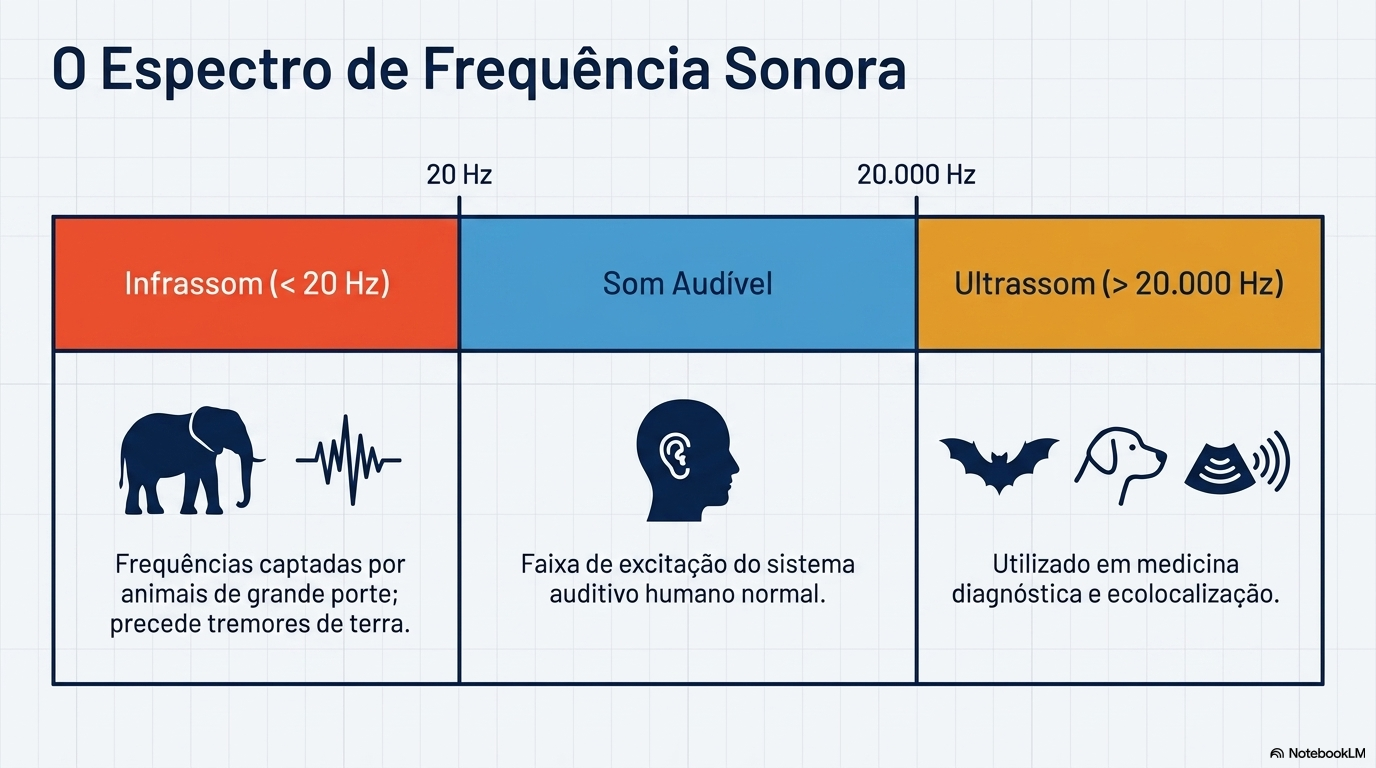 O Espectro de Frequência Sonora
20 Hz
20.000 Hz
Infrassom (< 20 Hz)
Som Audível
Ultrassom (> 20.000 Hz)
Frequências captadas por
animais de grande porte;
precede tremores de terra.
Faixa de excitação do sistema
auditivo humano normal.
Utilizado em medicina
diagnóstica e ecolocalização.
NotebookLM